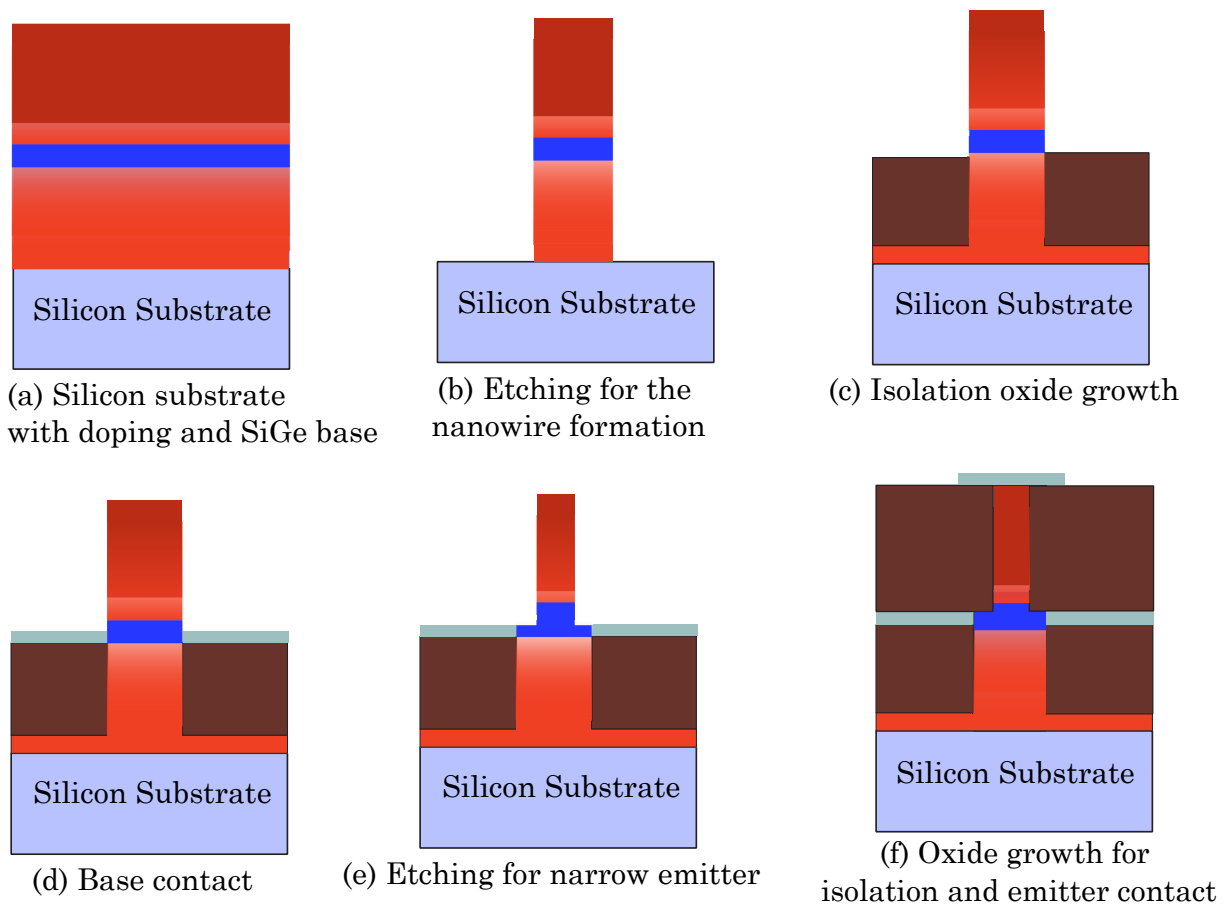 Silicon Substrate
(a) Silicon substrate
with doping and SiGe base
Silicon Substrate
(b) Etching for the
nanowire formation
Silicon Substrate
(c) Isolation oxide growth
Silicon Substrate
(d) Base contact
Silicon Substrate
(e) Etching for narrow emitter
Silicon Substrate
(f) Oxide growth for
isolation and emitter contact